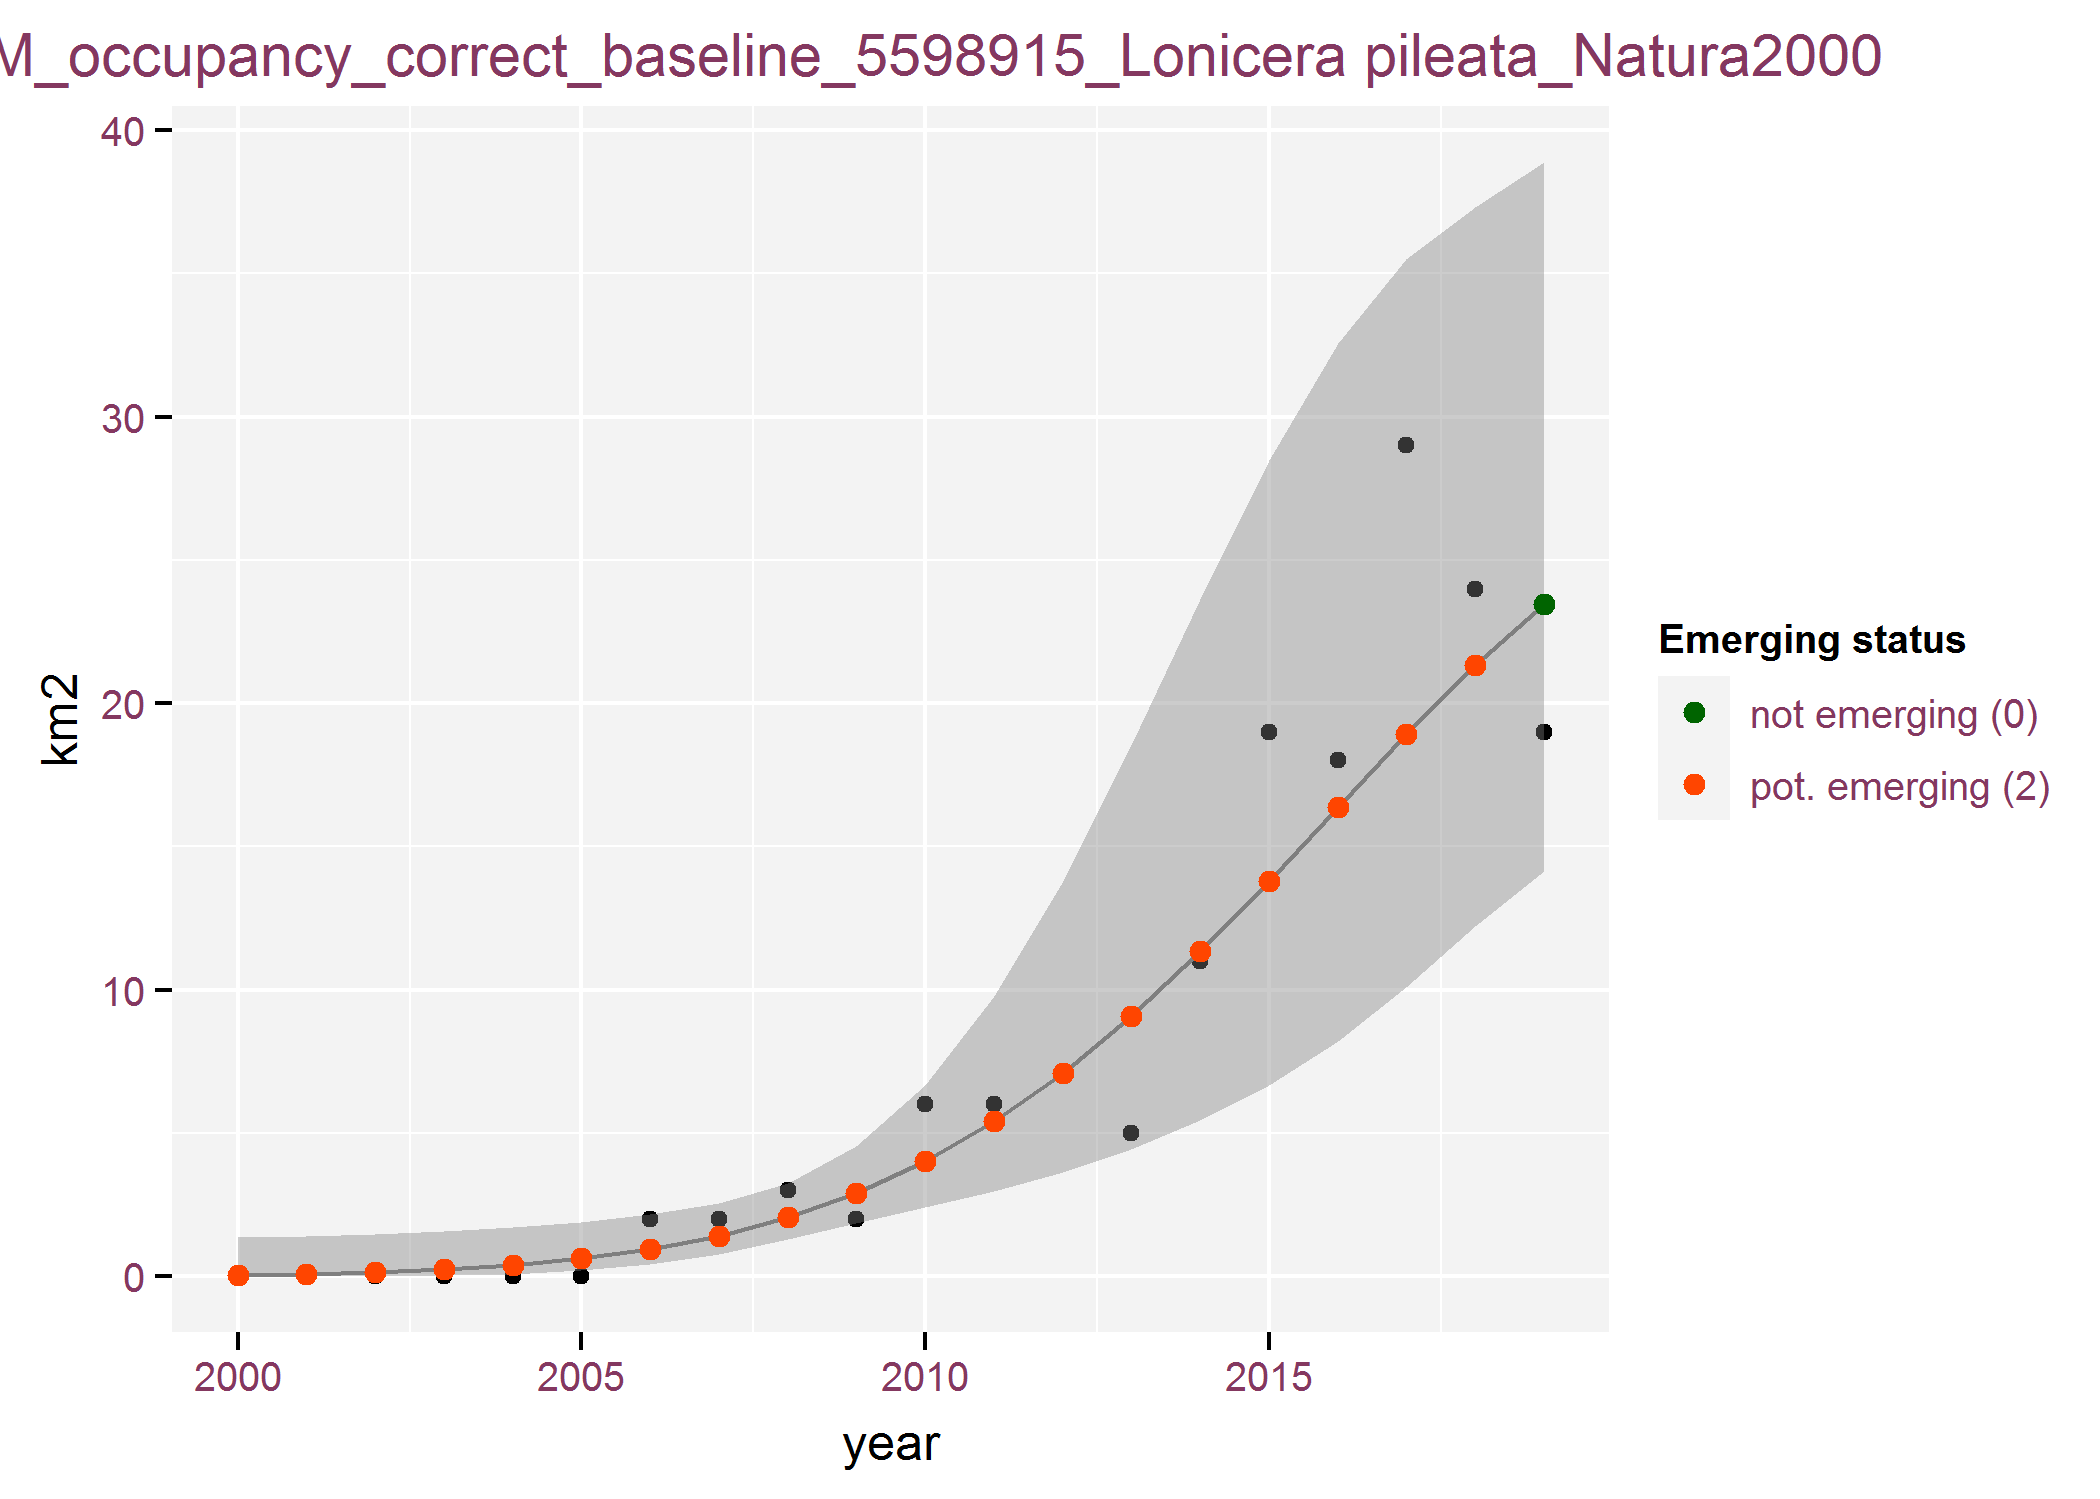 M_occupancy_correct_baseline_5598915_Lonicera pileata_Natura2000
40
30
20
10
0
km2
2000 2005 2010 2015
year
Emerging status
not emerging (0)
pot. emerging (2)